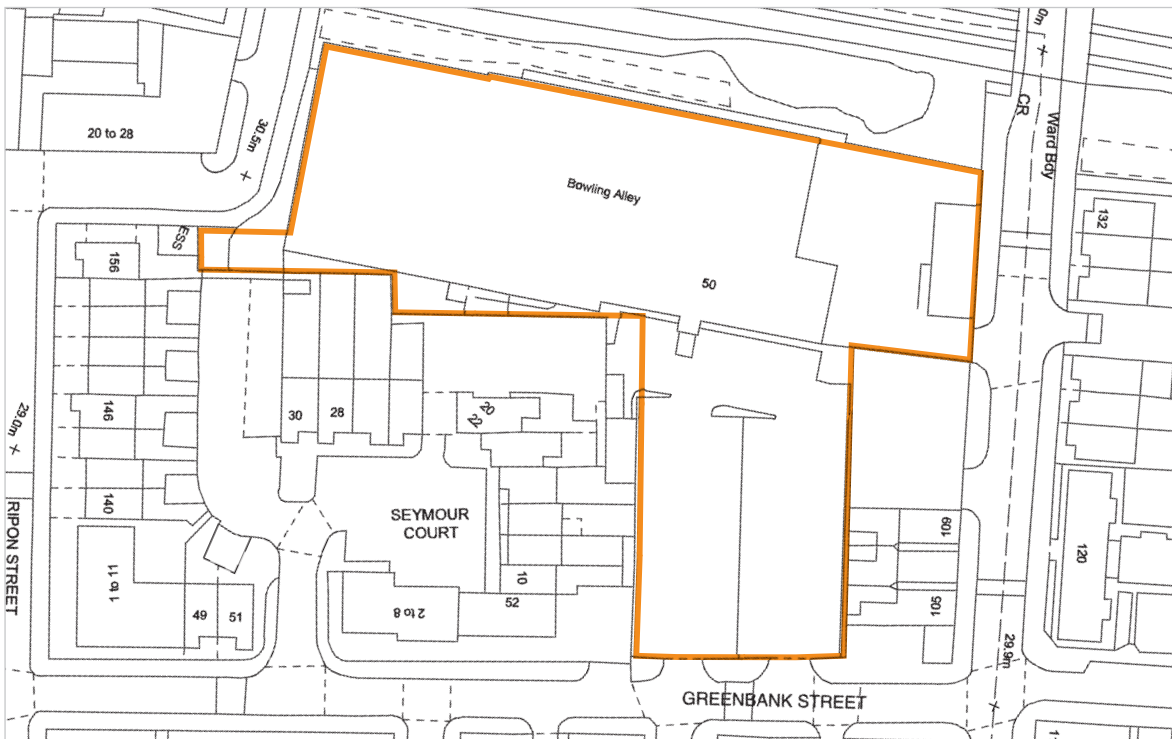 20 to 28
30.5m
Bowling Alley
50
CR
Ward Bdy
0m
132
ESS
156
146
140
29.0m
RIPON STREET
30
28
20
22
SEYMOUR
COURT
10
52
2 to 8
1 to 11
49
51
109
105
120
29.9m
GREENBANK STREET